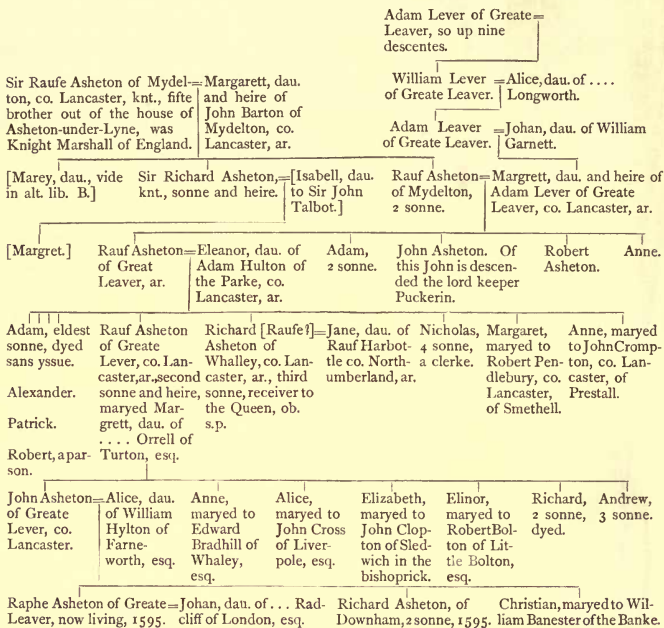 Adam Lever of Greate=
Leaver, so up nine
descentes.
Sir Raufe Asheton of Mydel-=Margarett, dau.
ton, co. Lancaster, knt., fifte
brother out of the house of
Asheton-under-Lyne, was
Knight Marshall of England.
and heire of
John Barton of
Mydelton, co.
Lancaster, ar.
William Lever =Alice, dau. of ....
of Greate Leaver. Longworth.
Adam Leaver =Johan, dau. of William
of Greate Leaver. Garnett.
[Marey, dau., vide
in alt. lib. B.]
Sir Richard Asheton,=[Isabell, dau.
knt., sonne and heire. to Sir John
Talbot.]
Rauf Asheton=Margrett, dau. and heire of
of Mydelton, Adam Lever of Greate
2 sonne. Leaver, co. Lancaster, ar.
[Margret.]
Rauf Asheton=Eleanor, dau. of
of Great Adam Hulton of
Leaver, ar. the Parke, co.
Lancaster, ar.
Adam,
2 sonne.
John Asheton. Of
this John is descen-
ded the lord keeper
Puckerin.
Robert
Asheton.
Anne.
Adam, eldest
sonne, dyed
sans yssue.
Alexander.
Patrick.
Robert, a par-
son.
Rauf Asheton
of Greate
Lever, co. Lan-
caster, ar., second
sonne and heire,
maryed Mar-
grett, dau. of
.... Orrell of
Turton, esq.
Richard [Raufe?]=Jane, dau. of
Asheton of Rauf Harbot-
Whalley, co. Lan- tle co. North-
caster, ar., third umberland, ar.
sonne, receiver to
the Queen, ob.
s.p.
Nicholas,
4 sonne,
a clerke.
Margaret,
maryed to
Robert Pen-
dlebury, co.
Lancaster,
of Smethell.
Anne, maryed
to John Cromp-
ton, co. Lan-
caster, of
Prestall.
John Asheton=Alice, dau.
of Greate of William
Lever, co. Hylton of
Lancaster. Farne-
worth, esq.
Anne,
maryed to
Edward
Bradhill of
Whaley,
esq.
Alice,
maryed to
John Cross
of Liver-
pole, esq.
Elizabeth,
maryed to
John Clop-
ton of Sled-
wich in the
bishoprick.
Elinor,
maryed to
Robert Bol-
ton of Lit-
tle Bolton,
esq.
Richard,
2 sonne,
dyed.
Andrew,
3 sonne.
Raphe Asheton of Greate=Johan, dau. of ... Rad-
Leaver, now living, 1595. cliff of London, esq.
Richard Asheton, of
Downham, 2 sonne, 1595.
Christian, maryed to Wil-
liam Banester of the Banke.